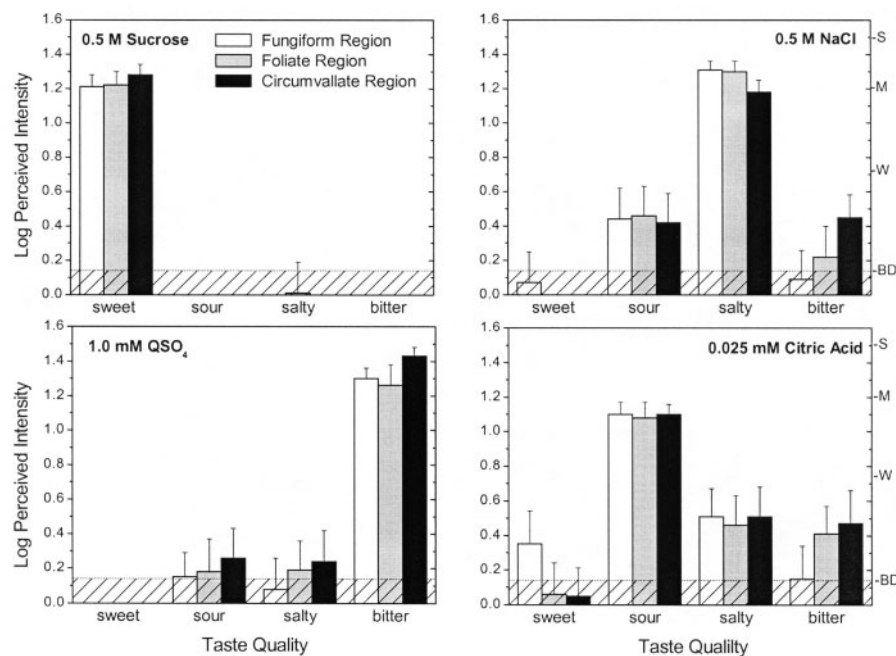 0.5 M Sucrose
Fungiform Region
Foliate Region
Circumvallate Region
Log Perceived Intensity
1.6
1.4
1.2
1.0
0.8
0.6
0.4
0.2
0.0
sweet sour salty bitter
0.5 M NaCl
1.6
1.4
1.2
1.0
0.8
0.6
0.4
0.2
0.0
-S
-M
-W
-BD
sweet sour salty bitter
1.0 mM QSO4
Log Perceived Intensity
1.6
1.4
1.2
1.0
0.8
0.6
0.4
0.2
0.0
sweet sour salty bitter
Taste Quality
0.025 mM Citric Acid
1.6
1.4
1.2
1.0
0.8
0.6
0.4
0.2
0.0
-S
-M
-W
-BD
sweet sour salty bitter
Taste Qualilty